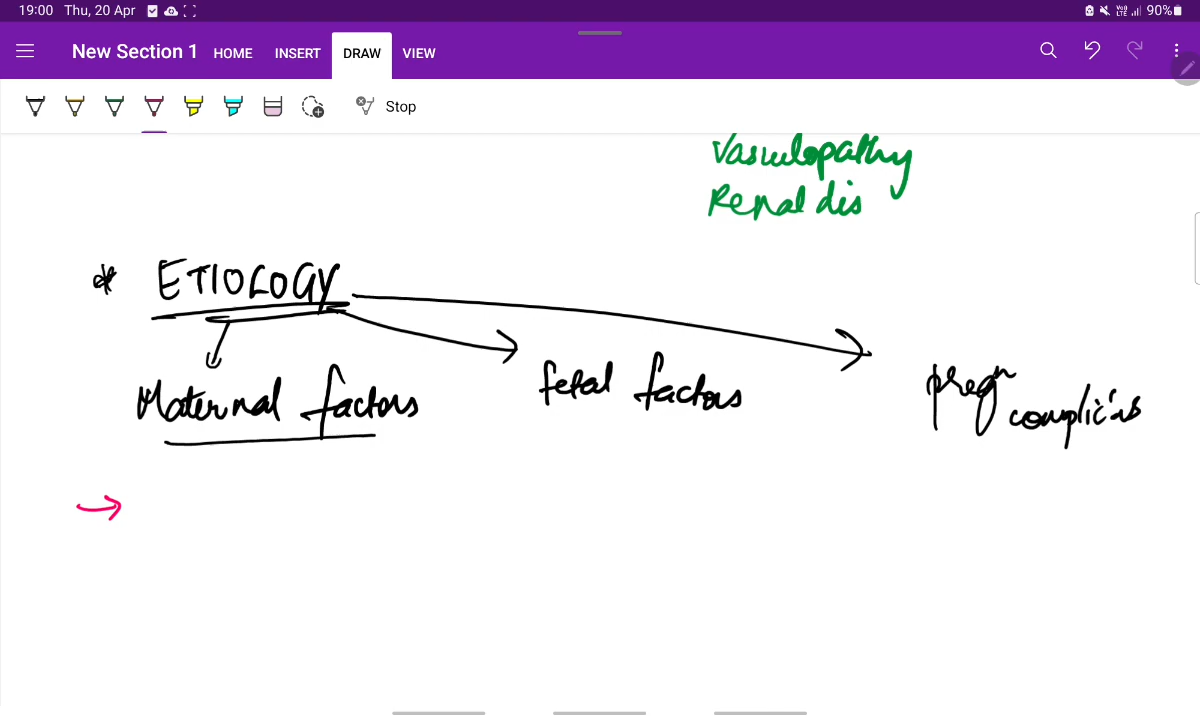 19:00 Thu, 20 Apr
90%
New Section 1 HOME INSERT DRAW VIEW
Stop
Vasculopathy
Renal dis
* ETIOLOGY
Maternal factors fetal factors pregn complic'ns